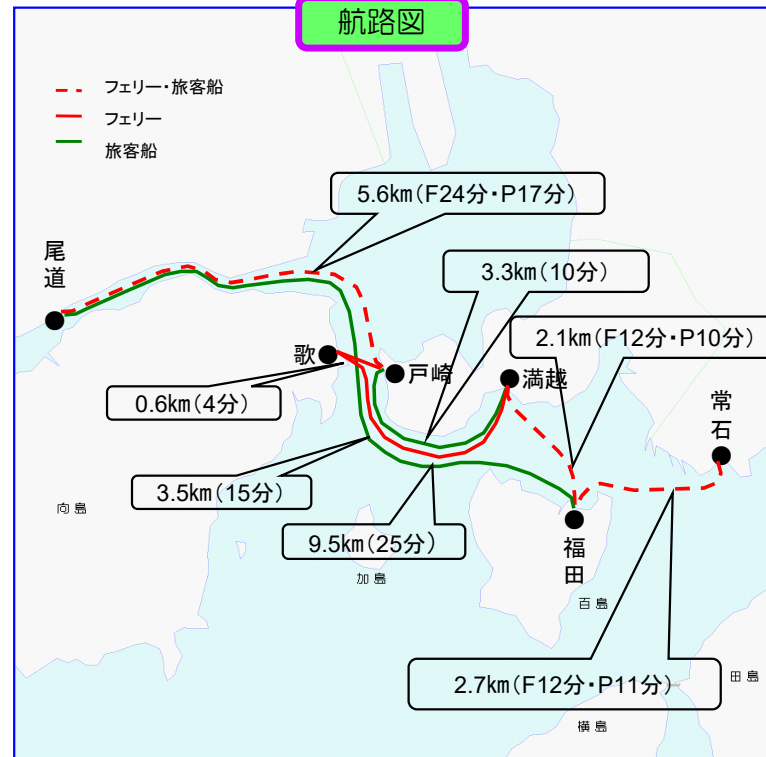 航路図
フェリー・旅客船
フェリー
旅客船
5.6km(F24分・P17分)
尾道
3.3km(10分)
2.1km(F12分・P10分)
歌
戸崎
満越
0.6km(4分)
常石
3.5km(15分)
向島
9.5km(25分)
福田
加島
百島
2.7km(F12分・P11分)
田島
横島